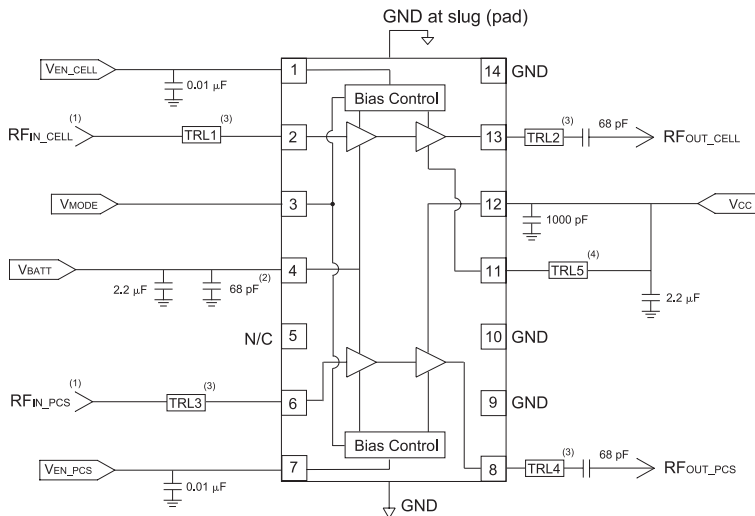 GND at slug (pad)
VEN_CELL
0.01 µF
1
14
GND
Bias Control
(1)
RFIN_CELL
(3)
TRL1
2
13
(3)
TRL2
68 pF
RFOUT_CELL
VMODE
3
12
1000 pF
VCC
VBATT
2.2 µF
68 pF
(2)
4
11
(4)
TRL5
2.2 µF
N/C
5
10
GND
(1)
RFIN_PCS
(3)
TRL3
6
9
GND
Bias Control
VEN_PCS
0.01 µF
7
8
(3)
TRL4
68 pF
RFOUT_PCS
GND